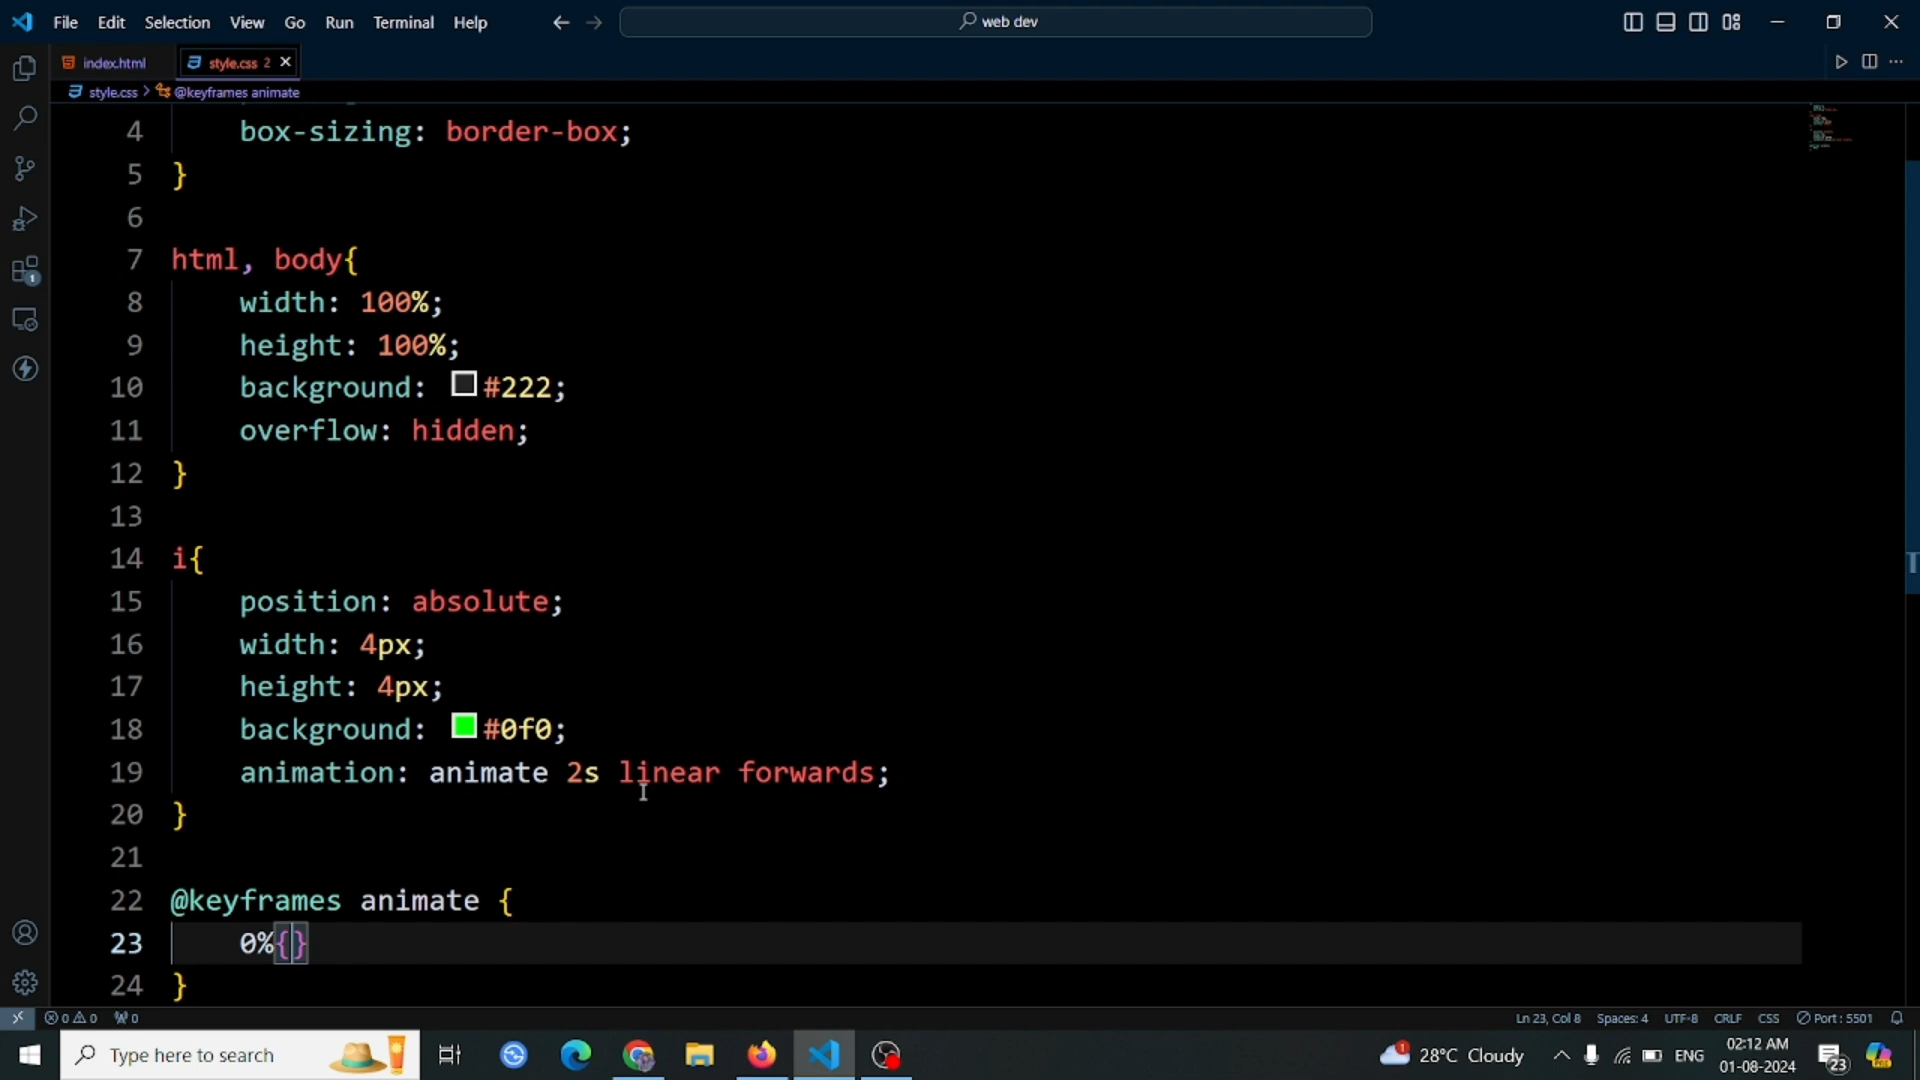 File Edit Selection View Go Run Terminal Help
web dev
index.html style.css 2
style.css > @keyframes animate
4 box-sizing: border-box;
5 }
6
7 html, body{
8 width: 100%;
9 height: 100%;
10 background: #222;
11 overflow: hidden;
12 }
13
14 i{
15 position: absolute;
16 width: 4px;
17 height: 4px;
18 background: #0f0;
19 animation: animate 2s linear forwards;
20 }
21
22 @keyframes animate {
23 0%{}
24 }
0 0 0 Ln 23, Col 8 Spaces: 4 UTF-8 CRLF CSS Port : 5501
Type here to search 28°C Cloudy ENG 02:12 AM 01-08-2024 23